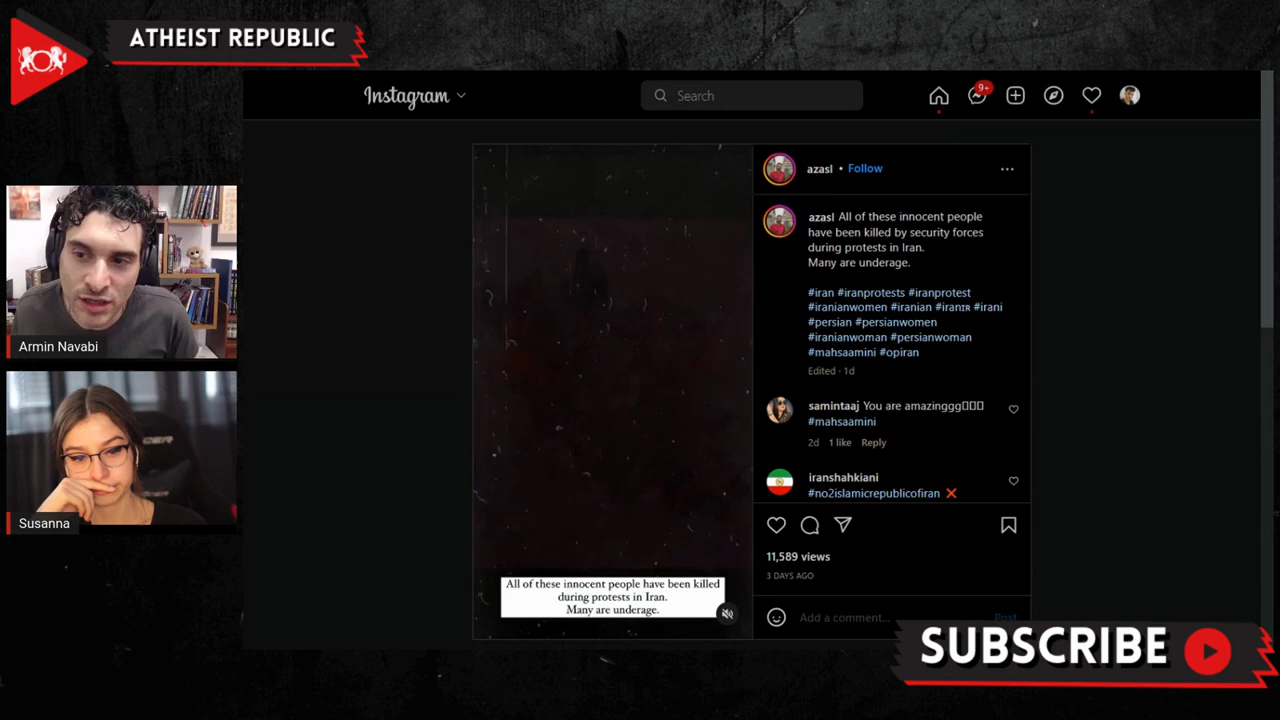 ATHEIST REPUBLIC
Instagram
Search
9+
azasl • Follow
azasl All of these innocent people
have been killed by security forces
during protests in Iran.
Many are underage.
#iran #iranprotests #iranprotest
#iranianwomen #iranian #iranɪʀ #irani
#persian #persianwomen
#iranianwoman #persianwoman
#mahsaamini #opiran
Edited · 1d
samintaaj You are amazinggg▯▯▯
#mahsaamini
2d 1 like Reply
iranshahkiani
#no2islamicrepublicofiran ❌
11,589 views
3 DAYS AGO
Add a comment...
Post
All of these innocent people have been killed
during protests in Iran.
Many are underage.
Armin Navabi
Susanna
SUBSCRIBE